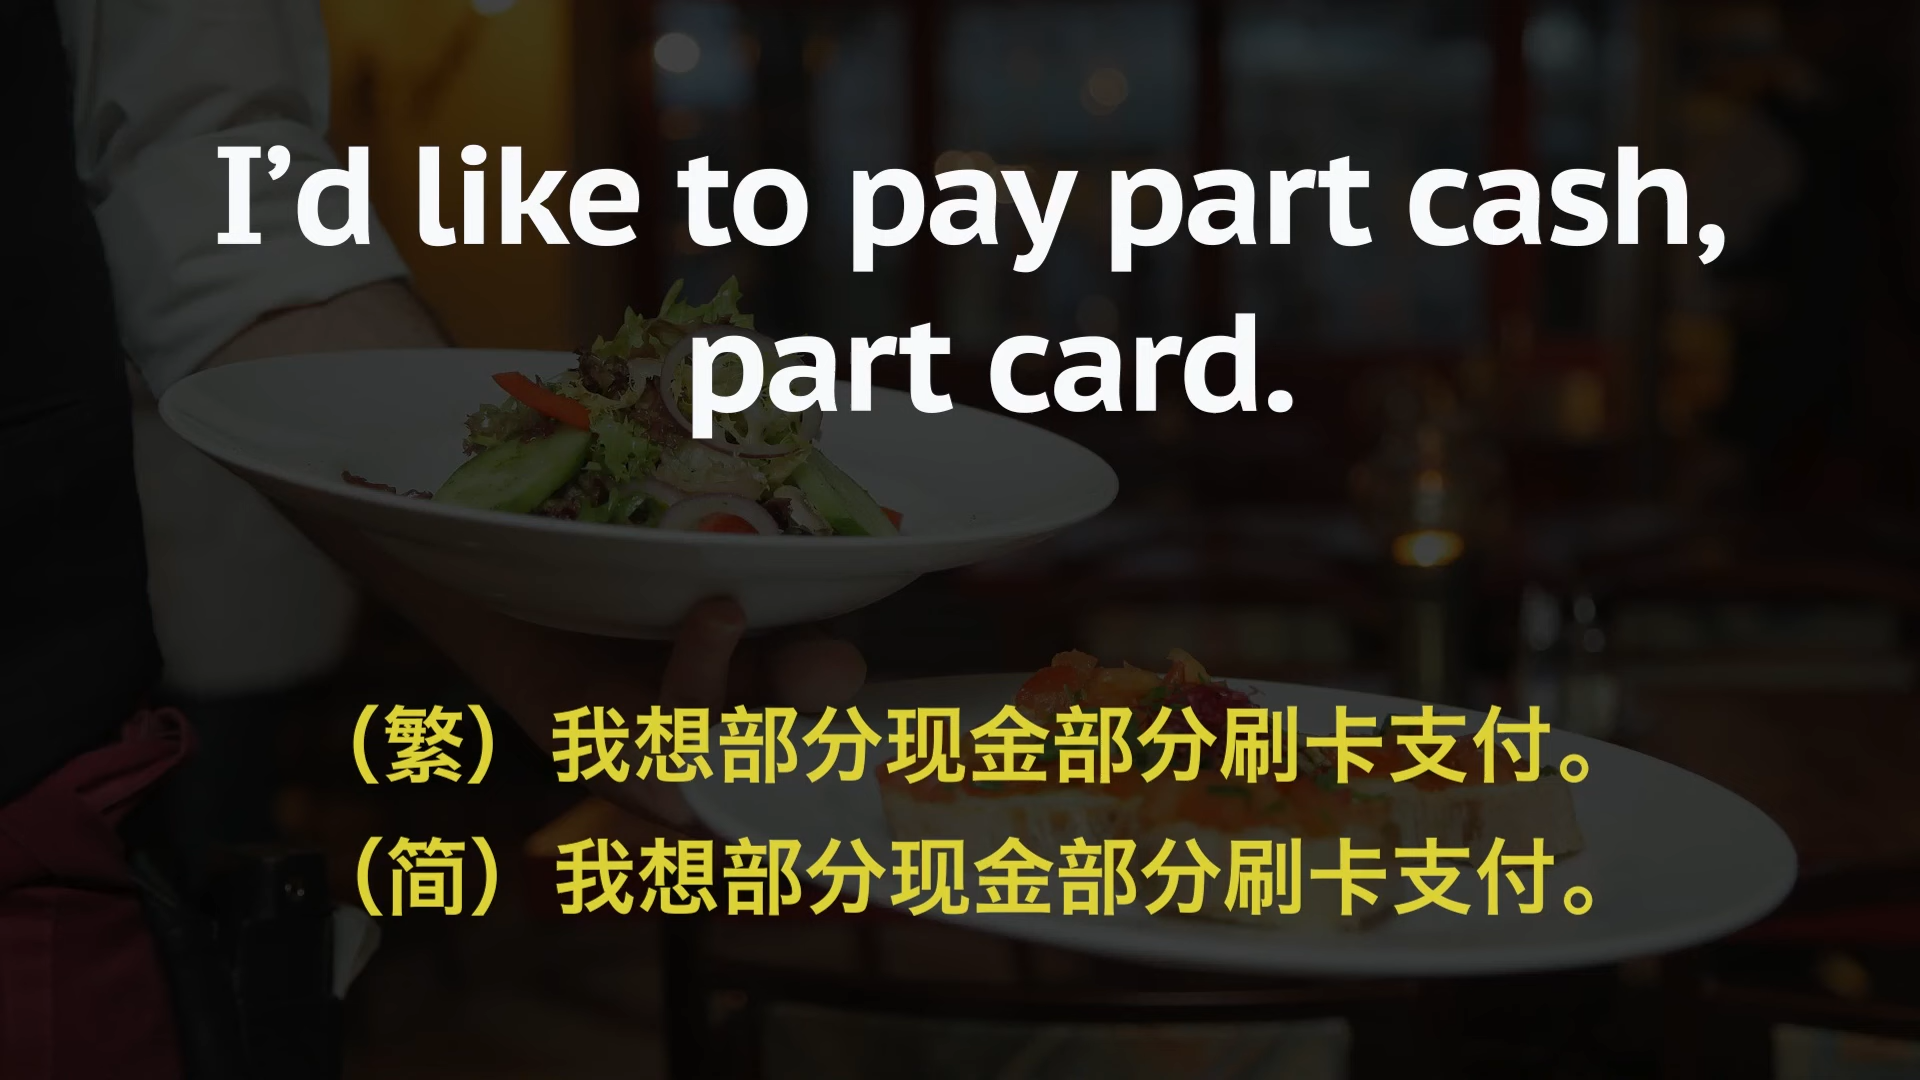 I’d like to pay part cash,
part card.
（繁）我想部分现金部分刷卡支付。
（简）我想部分现金部分刷卡支付。